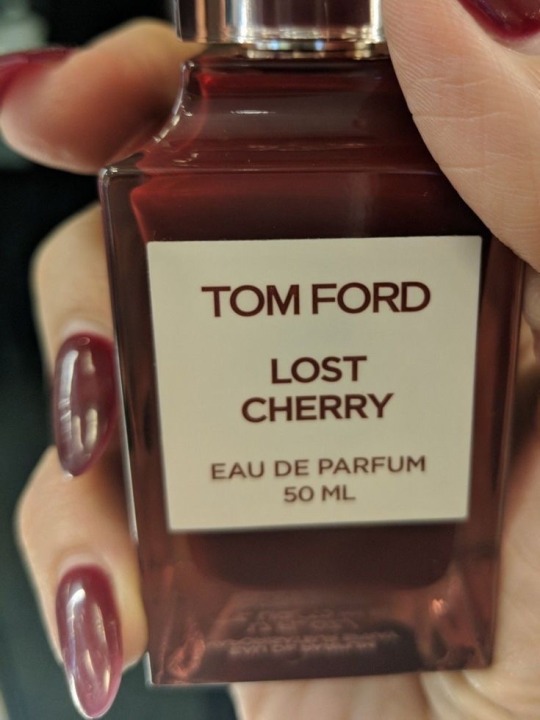 TOM FORD
LOST
CHERRY
EAU DE PARFUM
50 ML